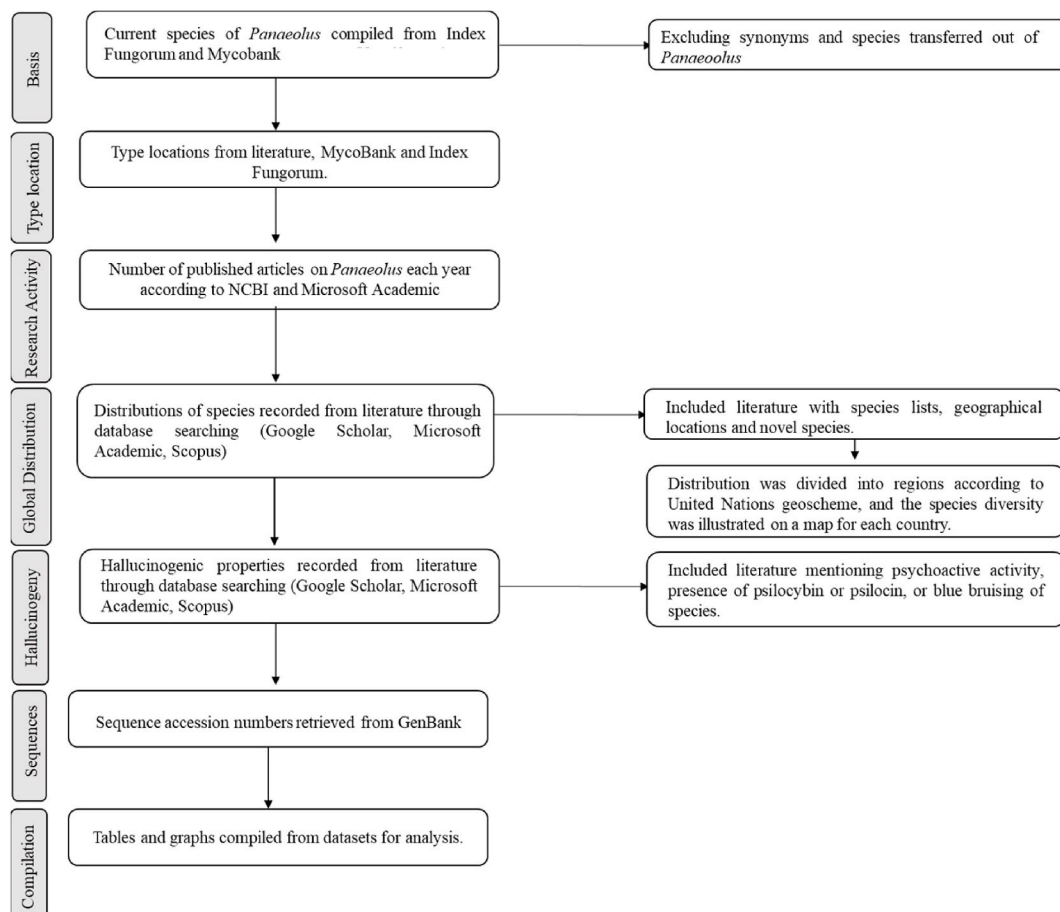 Basis
Current species of Panaeolus compiled from Index
Fungorum and Mycobank
Excluding synonyms and species transferred out of
Panaeoolus
Type location
Type locations from literature, MycoBank and Index
Fungorum.
Research Activity
Number of published articles on Panaeolus each year
according to NCBI and Microsoft Academic
Global Distribution
Distributions of species recorded from literature through
database searching (Google Scholar, Microsoft
Academic, Scopus)
Included literature with species lists, geographical
locations and novel species.
Distribution was divided into regions according to
United Nations geoscheme, and the species diversity
was illustrated on a map for each country.
Hallucinogeny
Hallucinogenic properties recorded from literature
through database searching (Google Scholar, Microsoft
Academic, Scopus)
Included literature mentioning psychoactive activity,
presence of psilocybin or psilocin, or blue bruising of
species.
Sequences
Sequence accession numbers retrieved from GenBank
Compilation
Tables and graphs compiled from datasets for analysis.